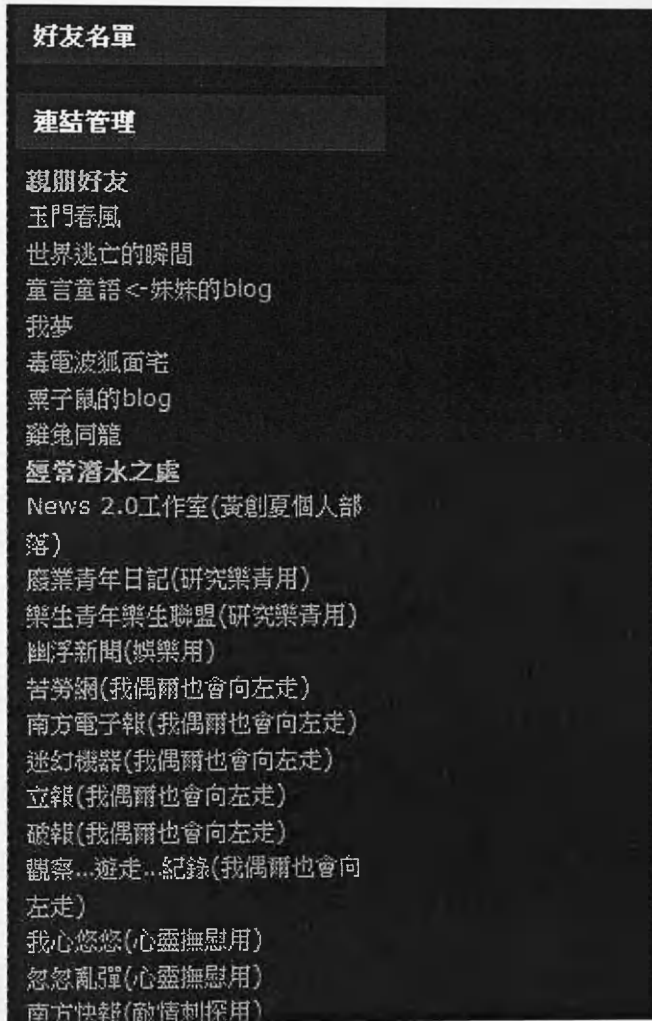 好友名單
連結管理
親朋好友
玉門春風
世界逃亡的瞬間
童言童語<-妹妹的blog
我夢
毒電波狐面宅
栗子鼠的blog
雞兔同籠
經常潛水之處
News 2.0工作室(黃創夏個人部
落)
廢業青年日記(研究樂青用)
樂生青年樂生聯盟(研究樂青用)
幽浮新聞(娛樂用)
苦勞網(我偶爾也會向左走)
南方電子報(我偶爾也會向左走)
迷幻機器(我偶爾也會向左走)
立報(我偶爾也會向左走)
破報(我偶爾也會向左走)
觀察...遊走...紀錄(我偶爾也會向
左走)
我心悠悠(心靈撫慰用)
忽忽亂彈(心靈撫慰用)
南方快報(敵情刺探用)